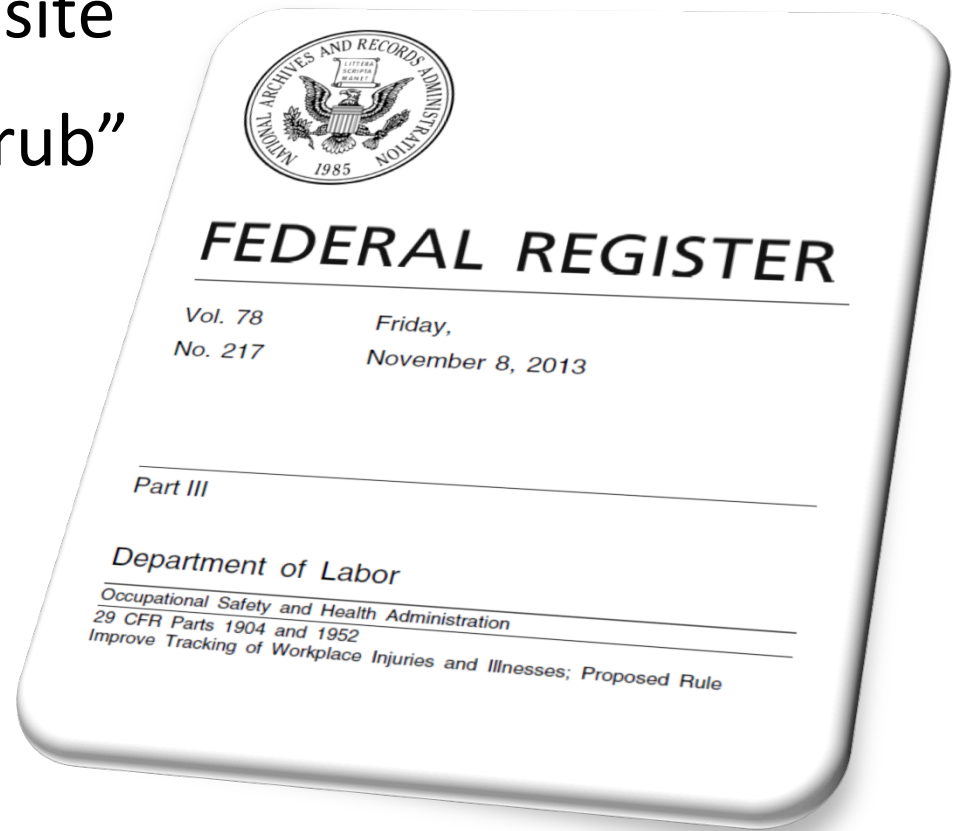 site
rub”
NATIONAL ARCHIVES AND RECORDS ADMINISTRATION
LITTERA
SCRIPTA
MANET
1985
FEDERAL REGISTER
Vol. 78 Friday,
No. 217 November 8, 2013
Part III
Department of Labor
Occupational Safety and Health Administration
29 CFR Parts 1904 and 1952
Improve Tracking of Workplace Injuries and Illnesses; Proposed Rule